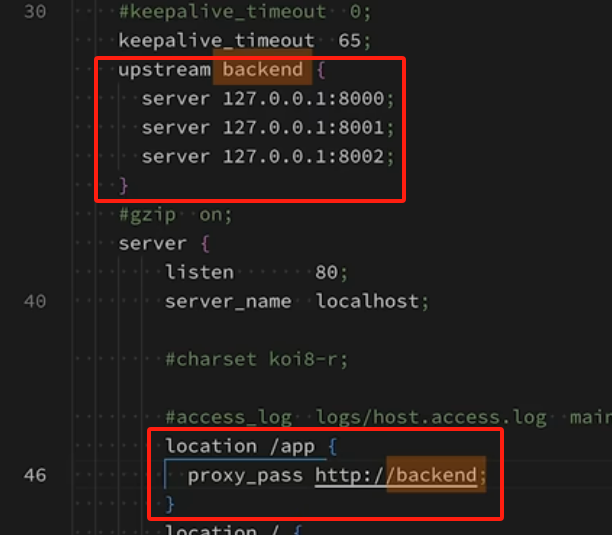 30 #keepalive_timeout  0;
keepalive_timeout  65;
upstream backend {
server 127.0.0.1:8000;
server 127.0.0.1:8001;
server 127.0.0.1:8002;
}
#gzip  on;
server {
listen       80;
40 server_name  localhost;
#charset koi8-r;
#access_log  logs/host.access.log  main
location /app {
46 proxy_pass http://backend;
}
location / {